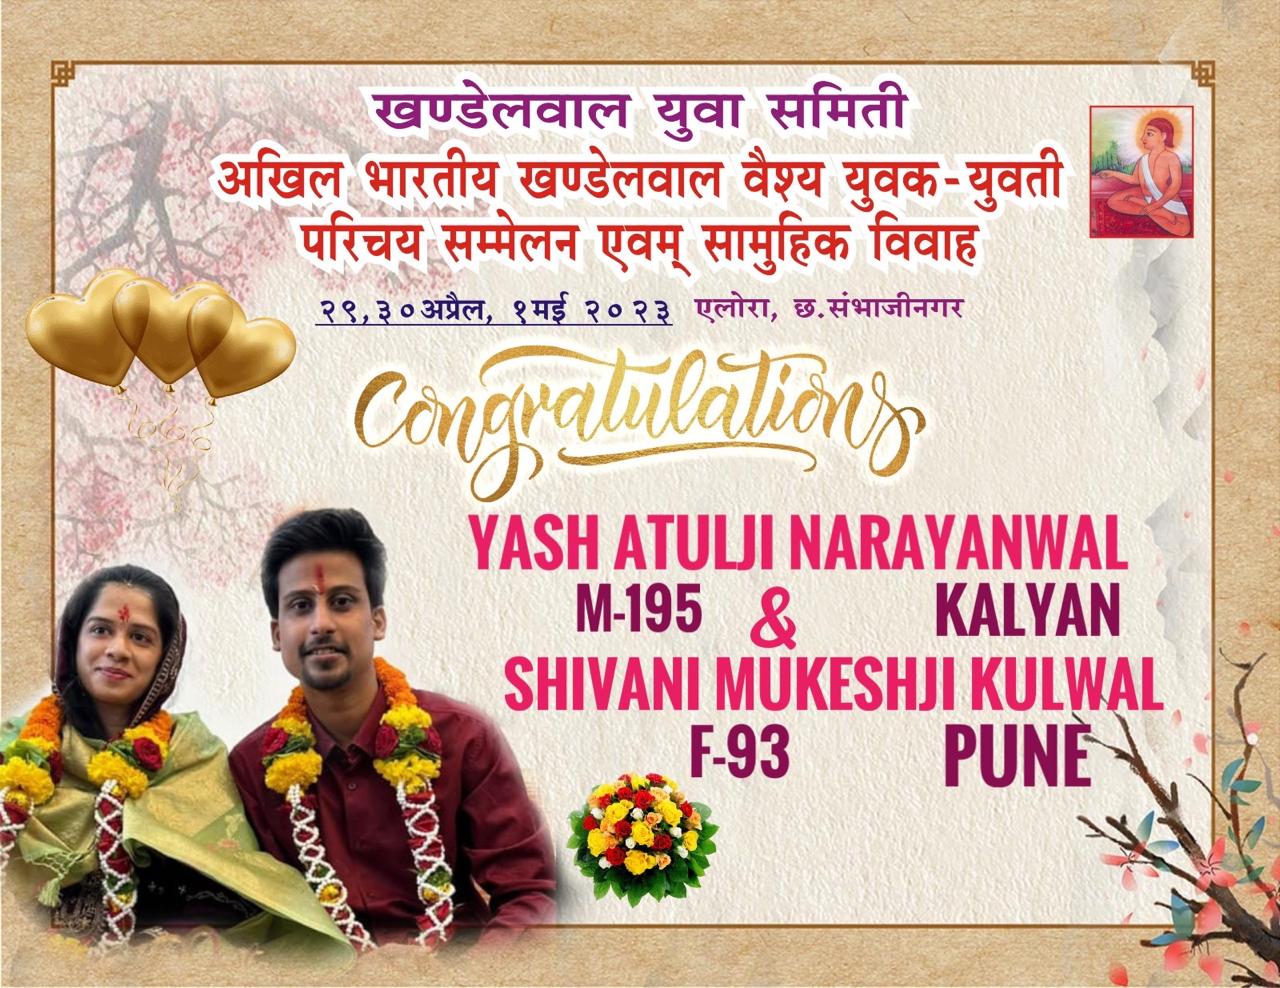 खण्डेलवाल युवा समिती
अखिल भारतीय खण्डेलवाल वैश्य युवक-युवती
परिचय सम्मेलन एवम् सामुहिक विवाह
२९,३०अप्रैल, १मई २०२३ एलोरा, छ.संभाजीनगर
Congratulations
YASH ATULJI NARAYANWAL
M-195 & KALYAN
SHIVANI MUKESHJI KULWAL
F-93 PUNE